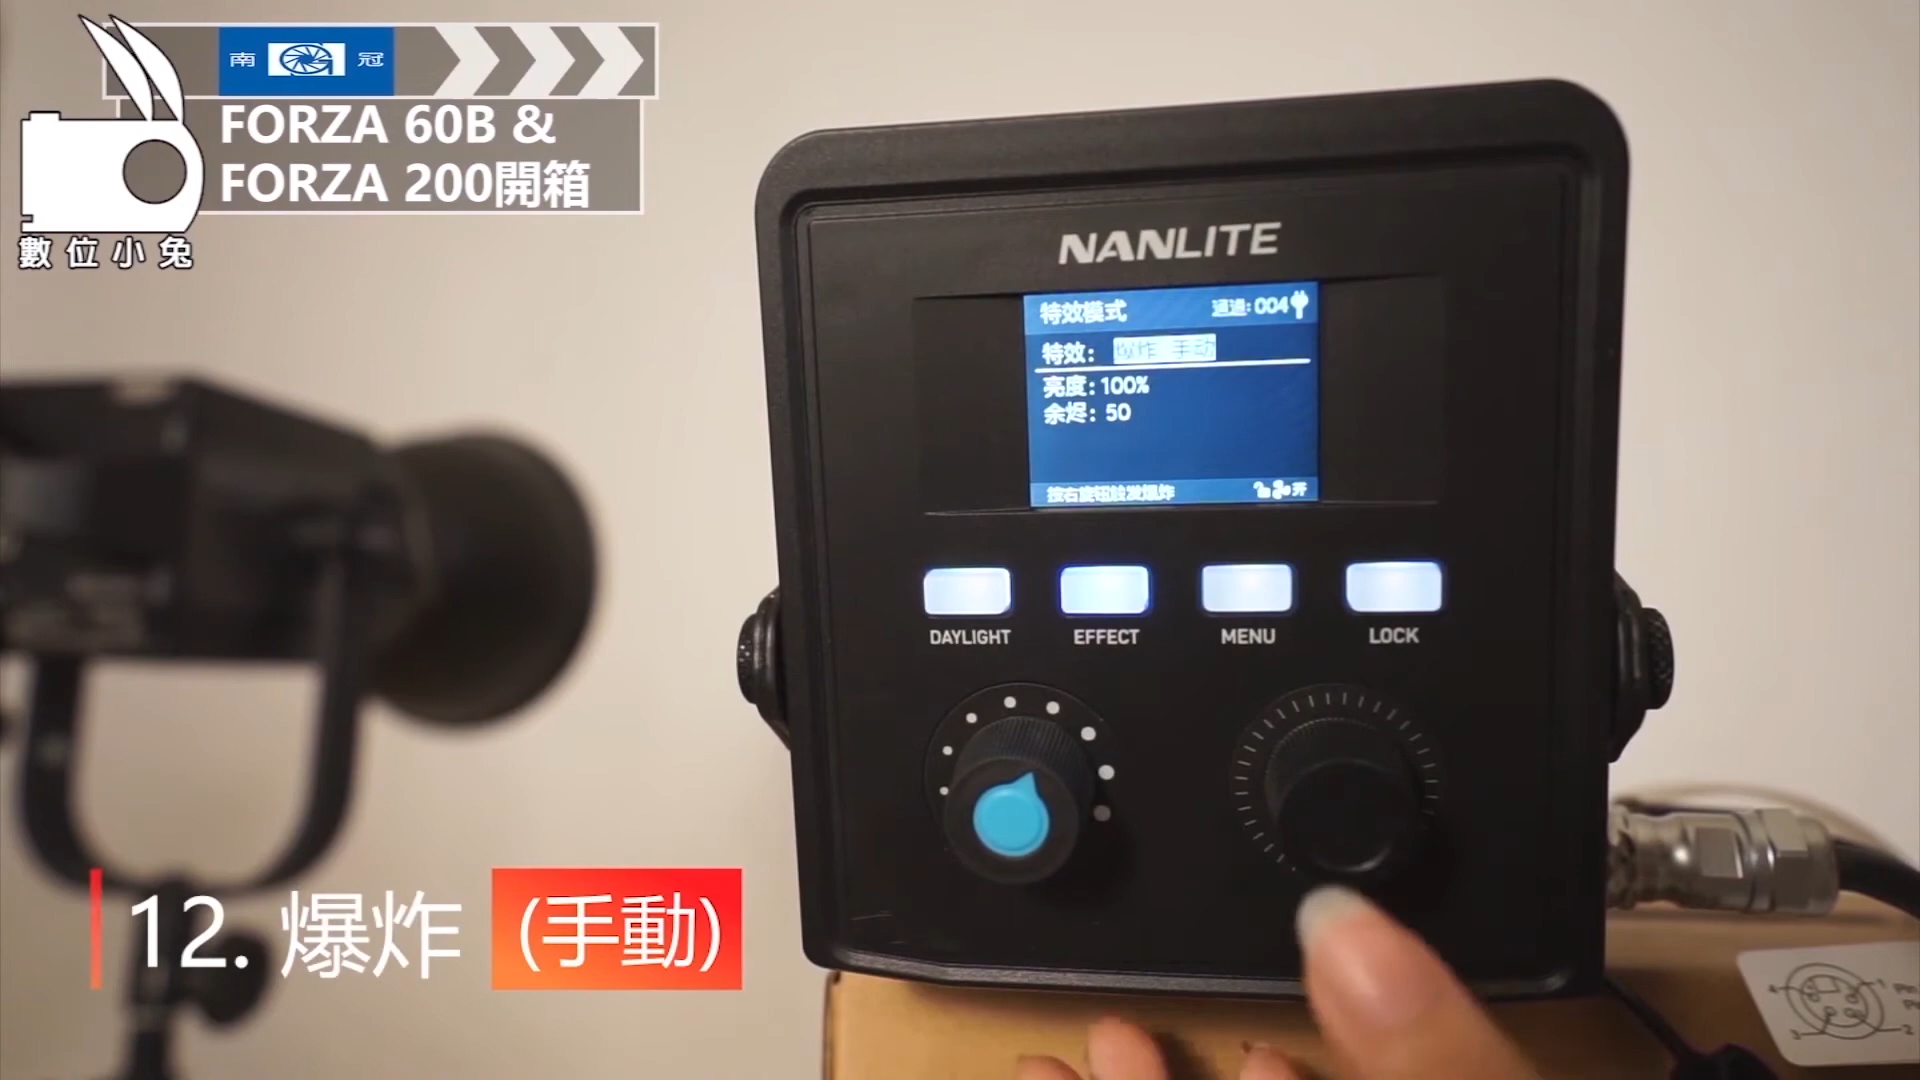 南 冠
FORZA 60B &
FORZA 200開箱
數位小兔
NANLITE
特效模式 通道:004
特效: 爆炸 手动
亮度: 100%
余烬: 50
按右旋钮触发爆炸 开
DAYLIGHT EFFECT MENU LOCK
12. 爆炸 (手動)